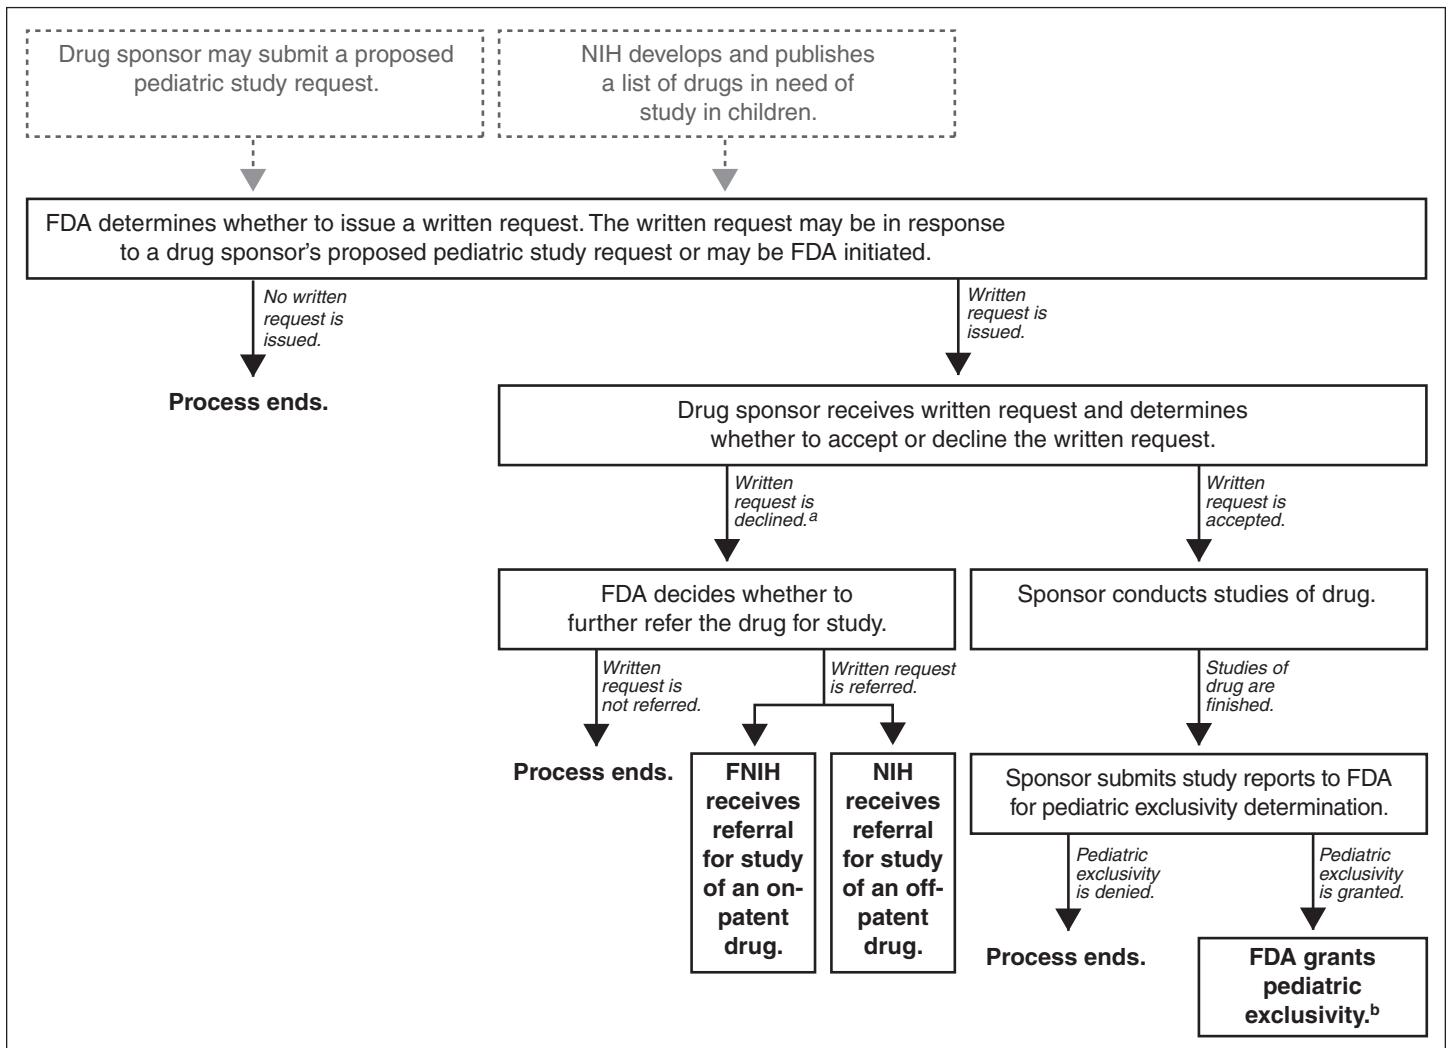 Drug sponsor may submit a proposed
pediatric study request.
NIH develops and publishes
a list of drugs in need of
study in children.
FDA determines whether to issue a written request. The written request may be in response
to a drug sponsor's proposed pediatric study request or may be FDA initiated.
No written
request is
issued.
Written
request is
issued.
Process ends.
Drug sponsor receives written request and determines
whether to accept or decline the written request.
Written
request is
declined.a
Written
request is
accepted.
FDA decides whether to
further refer the drug for study.
Sponsor conducts studies of drug.
Written
request is
not referred.
Written request
is referred.
Studies of
drug are
finished.
Process ends.
FNIH
receives
referral
for study
of an on-
patent
drug.
NIH
receives
referral
for study
of an off-
patent
drug.
Sponsor submits study reports to FDA
for pediatric exclusivity determination.
Pediatric
exclusivity
is denied.
Pediatric
exclusivity
is granted.
Process ends.
FDA grants
pediatric
exclusivity.b